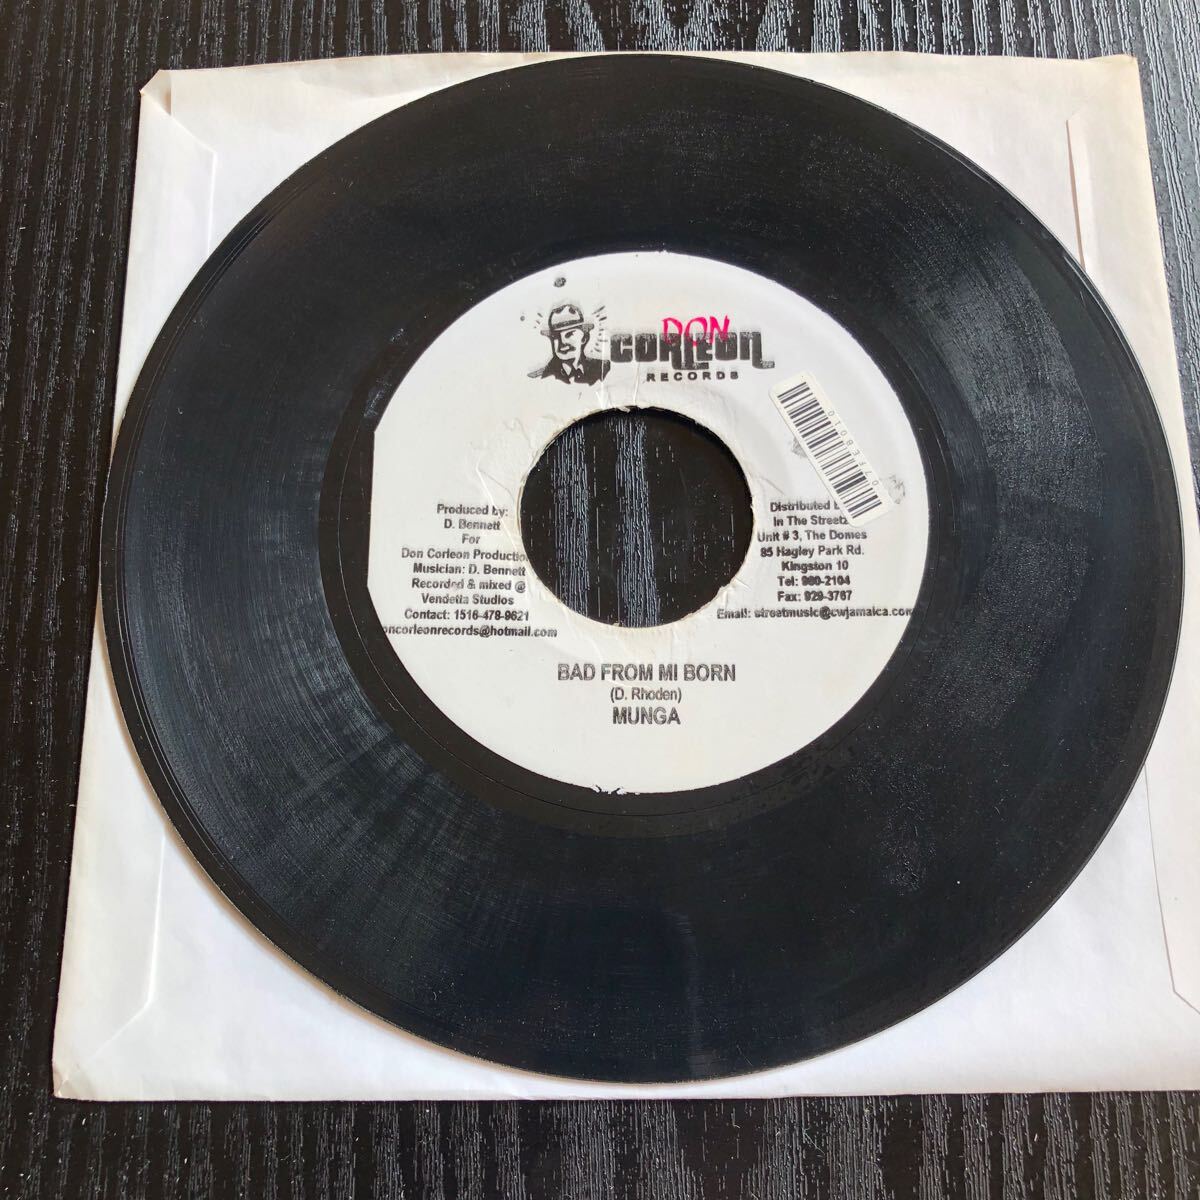 DON
CORLEON
RECORDS
Produced by:
D. Bennett
For
Don Corleon Productio
Musician: D. Bennett
Recorded & mixed @
Vendetta Studios
Contact: 1516-478-9621
oncorleonrecords@hotmail.com
Distributed
In The Streetz
Unit # 3, The Domes
85 Hagley Park Rd.
Kingston 10
Tel: 960-2104
Fax: 929-3767
Email: streetmusic@cwjamaica.com
BAD FROM MI BORN
(D. Rhoden)
MUNGA